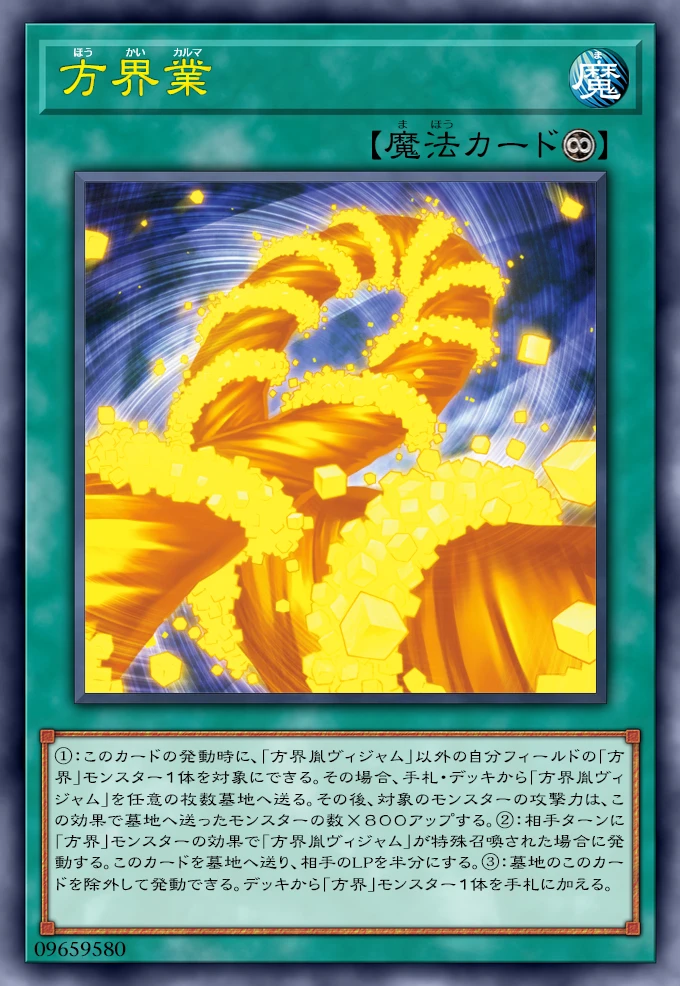 ほう かい カルマ
方界業
ま
魔
ま ほう
【魔法カード♾】
①:このカードの発動時に、「方界胤ヴィジャム」以外の自分フィールドの「方
界」モンスター1体を対象にできる。その場合、手札・デッキから「方界胤ヴィ
ジャム」を任意の枚数墓地へ送る。その後、対象のモンスターの攻撃力は、こ
の効果で墓地へ送ったモンスターの数×800アップする。②:相手ターンに
「方界」モンスターの効果で「方界胤ヴィジャム」が特殊召喚された場合に発
動する。このカードを墓地へ送り、相手のLPを半分にする。③:墓地のこのカー
ドを除外して発動できる。デッキから「方界」モンスター1体を手札に加える。
09659580